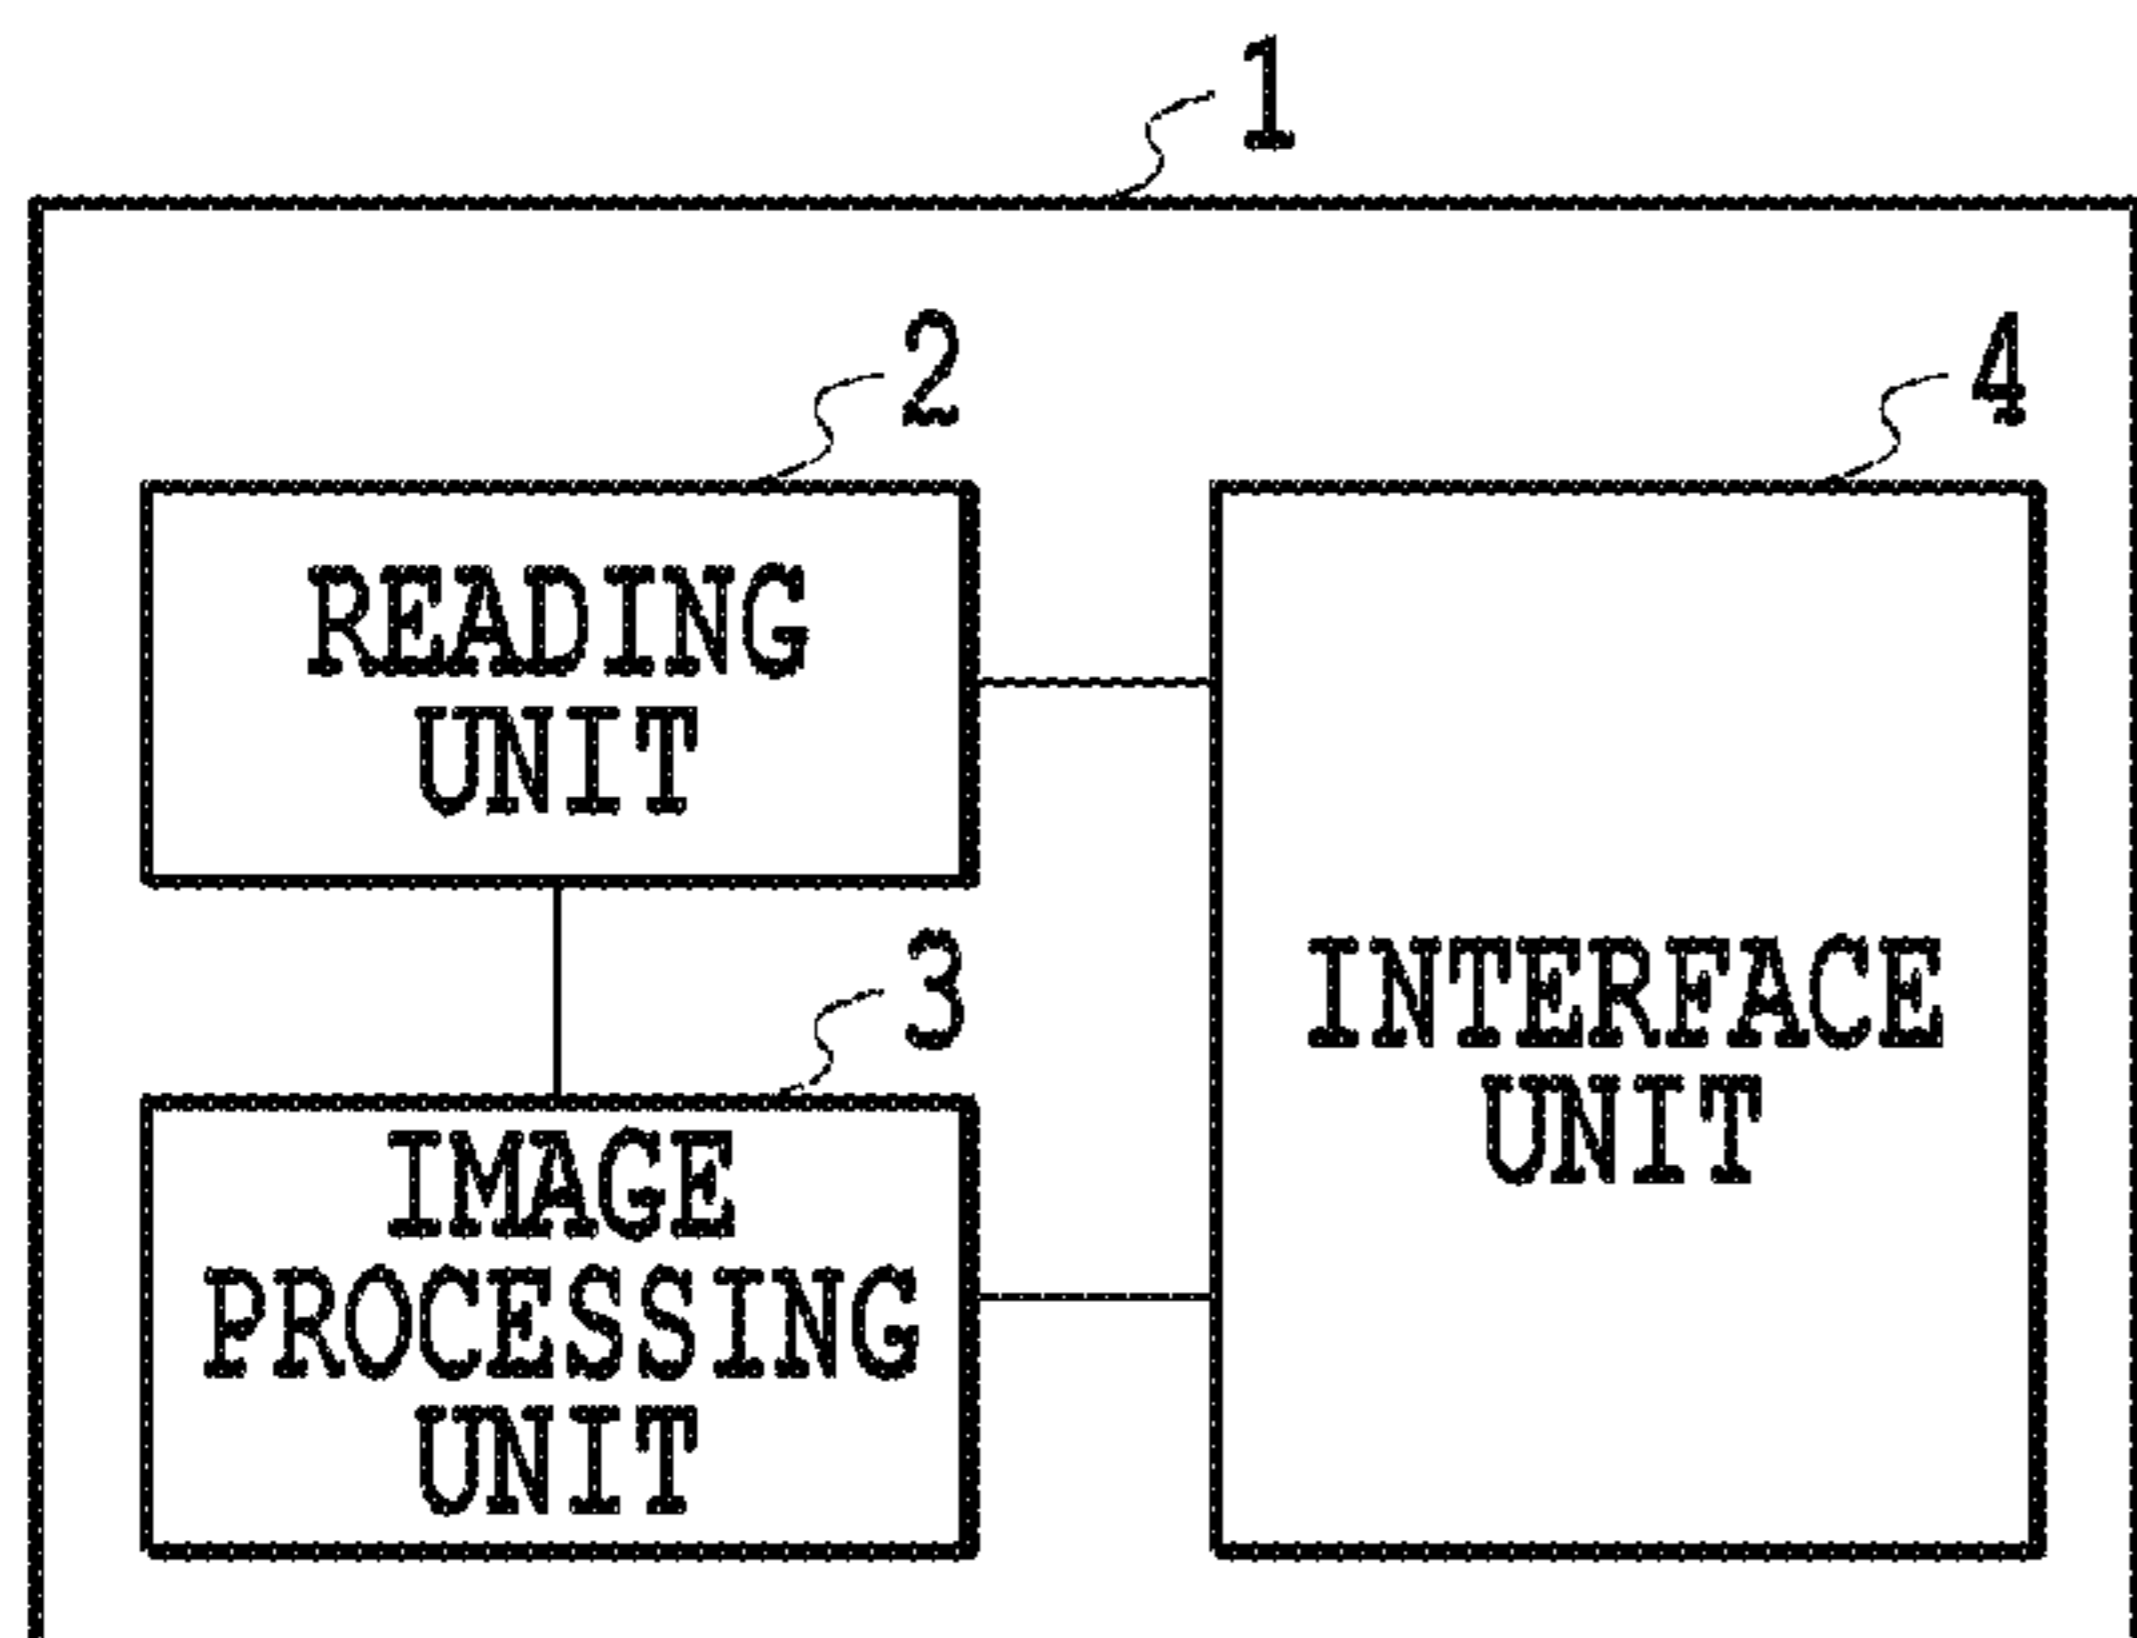 1
2
4
READING
UNIT
3
INTERFACE
UNIT
IMAGE
PROCESSING
UNIT